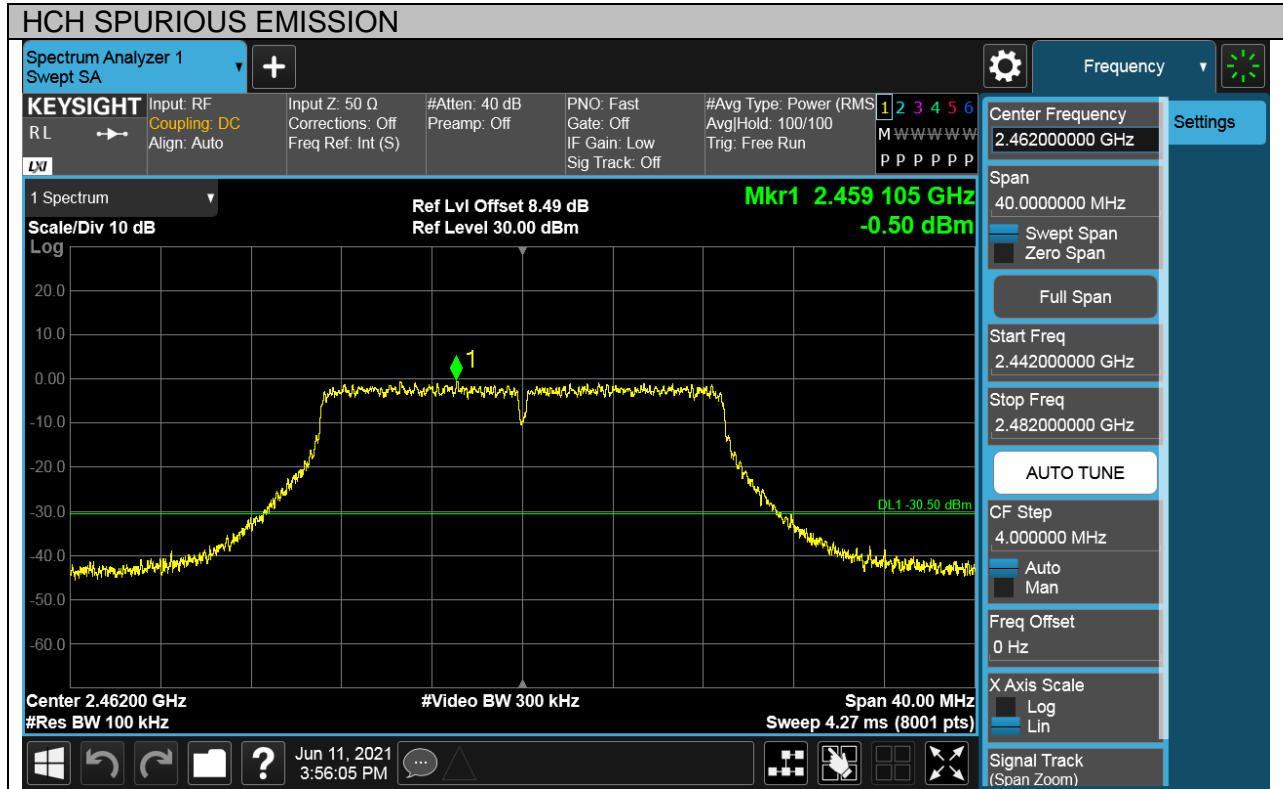 HCH SPURIOUS EMISSION
Spectrum Analyzer 1
Swept SA
+
Frequency
KEYSIGHT
R L
LXI
Input: RF
Coupling: DC
Align: Auto
Input Z: 50 Ω
Corrections: Off
Freq Ref: Int (S)
#Atten: 40 dB
Preamp: Off
PNO: Fast
Gate: Off
IF Gain: Low
Sig Track: Off
#Avg Type: Power (RMS
Avg|Hold: 100/100
Trig: Free Run
1 2 3 4 5 6
M W W W W W
P P P P P P
1 Spectrum
Scale/Div 10 dB
Ref Lvl Offset 8.49 dB
Ref Level 30.00 dBm
Mkr1 2.459 105 GHz
-0.50 dBm
Log
20.0
10.0
0.00
-10.0
-20.0
-30.0
-40.0
-50.0
-60.0
1
DL1 -30.50 dBm
Center 2.46200 GHz
#Res BW 100 kHz
#Video BW 300 kHz
Span 40.00 MHz
Sweep 4.27 ms (8001 pts)
Center Frequency
2.462000000 GHz
Settings
Span
40.0000000 MHz
Swept Span
Zero Span
Full Span
Start Freq
2.442000000 GHz
Stop Freq
2.482000000 GHz
AUTO TUNE
CF Step
4.000000 MHz
Auto
Man
Freq Offset
0 Hz
X Axis Scale
Log
Lin
Signal Track
(Span Zoom)
?
Jun 11, 2021
3:56:05 PM